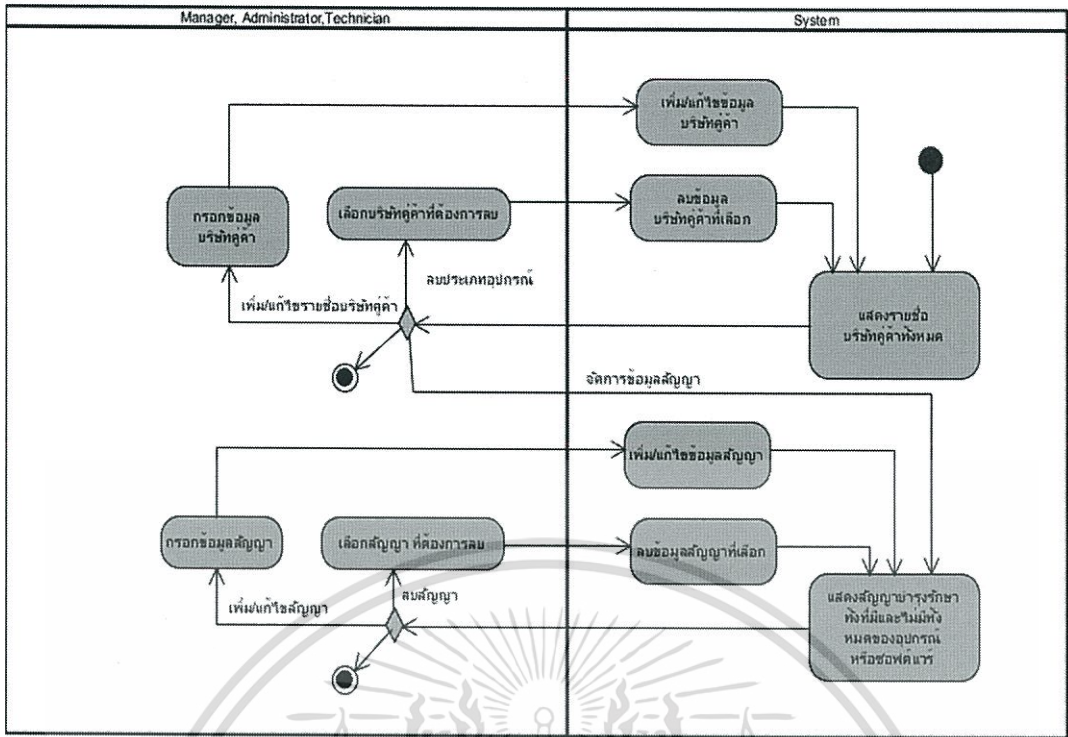 Manager, Administrator,Technician
System
เพิ่ม/แก้ไขข้อมูล
บริษัทคู่ค้า
กรอกข้อมูล
บริษัทคู่ค้า
เลือกบริษัทคู่ค้าที่ต้องการลบ
ลบข้อมูล
บริษัทคู่ค้าที่เลือก
ลบประเภทอุปกรณ์
เพิ่ม/แก้ไขรายชื่อบริษัทคู่ค้า
แสดงรายชื่อ
บริษัทคู่ค้าทั้งหมด
จัดการข้อมูลสัญญา
เพิ่ม/แก้ไขข้อมูลสัญญา
กรอกข้อมูลสัญญา
เลือกสัญญา ที่ต้องการลบ
ลบข้อมูลสัญญาที่เลือก
ลบสัญญา
เพิ่ม/แก้ไขสัญญา
แสดงสัญญาบำรุงรักษา
ทั้งที่มีและไม่มีทั้ง
หมดของอุปกรณ์
หรือซอฟต์แวร์